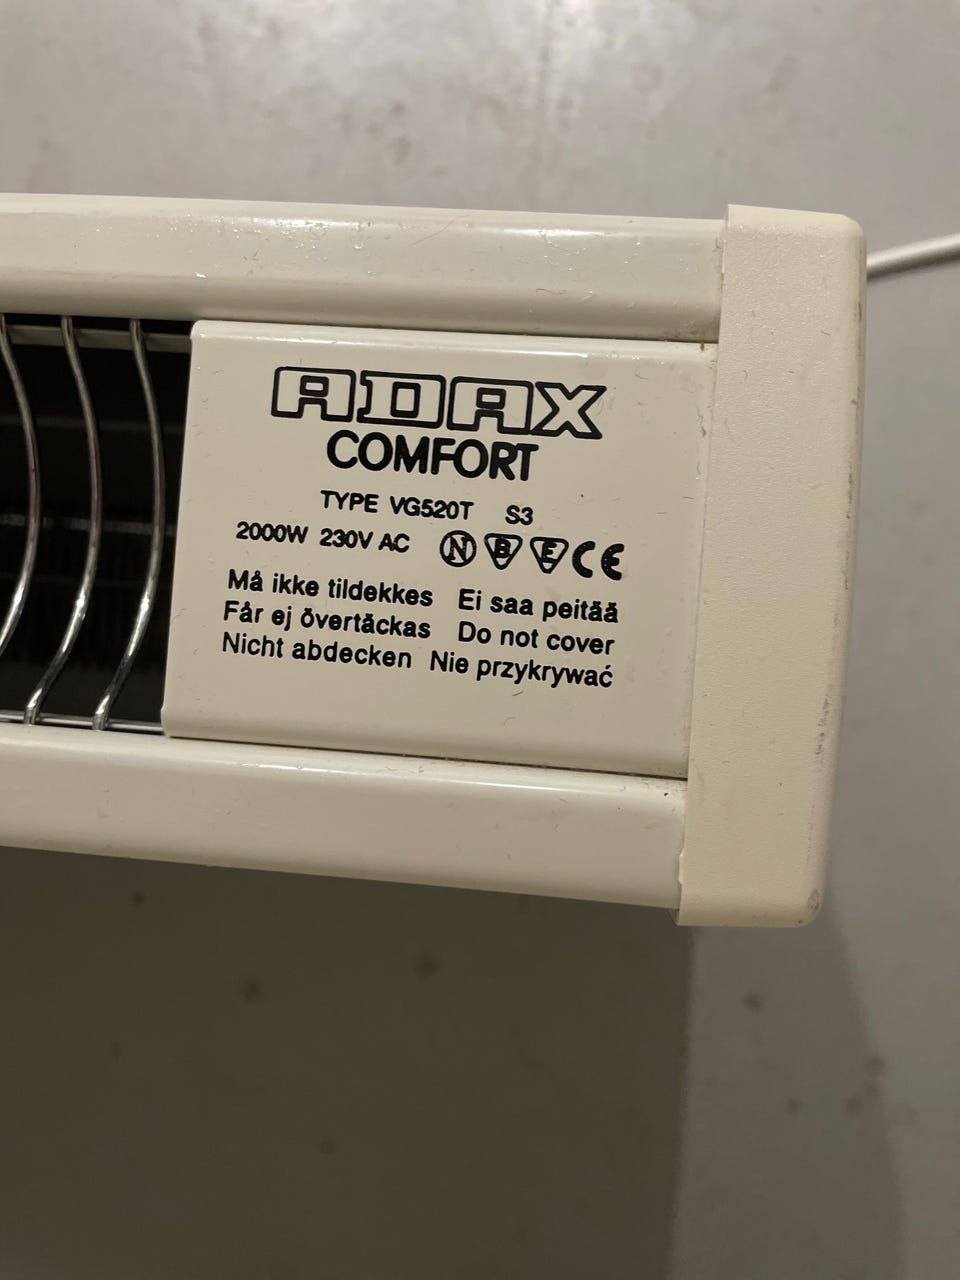 ADAX
COMFORT
TYPE VG520T S3
2000W 230V AC N B E CE
Må ikke tildekkes Ei saa peitää
Får ej övertäckas Do not cover
Nicht abdecken Nie przykrywać